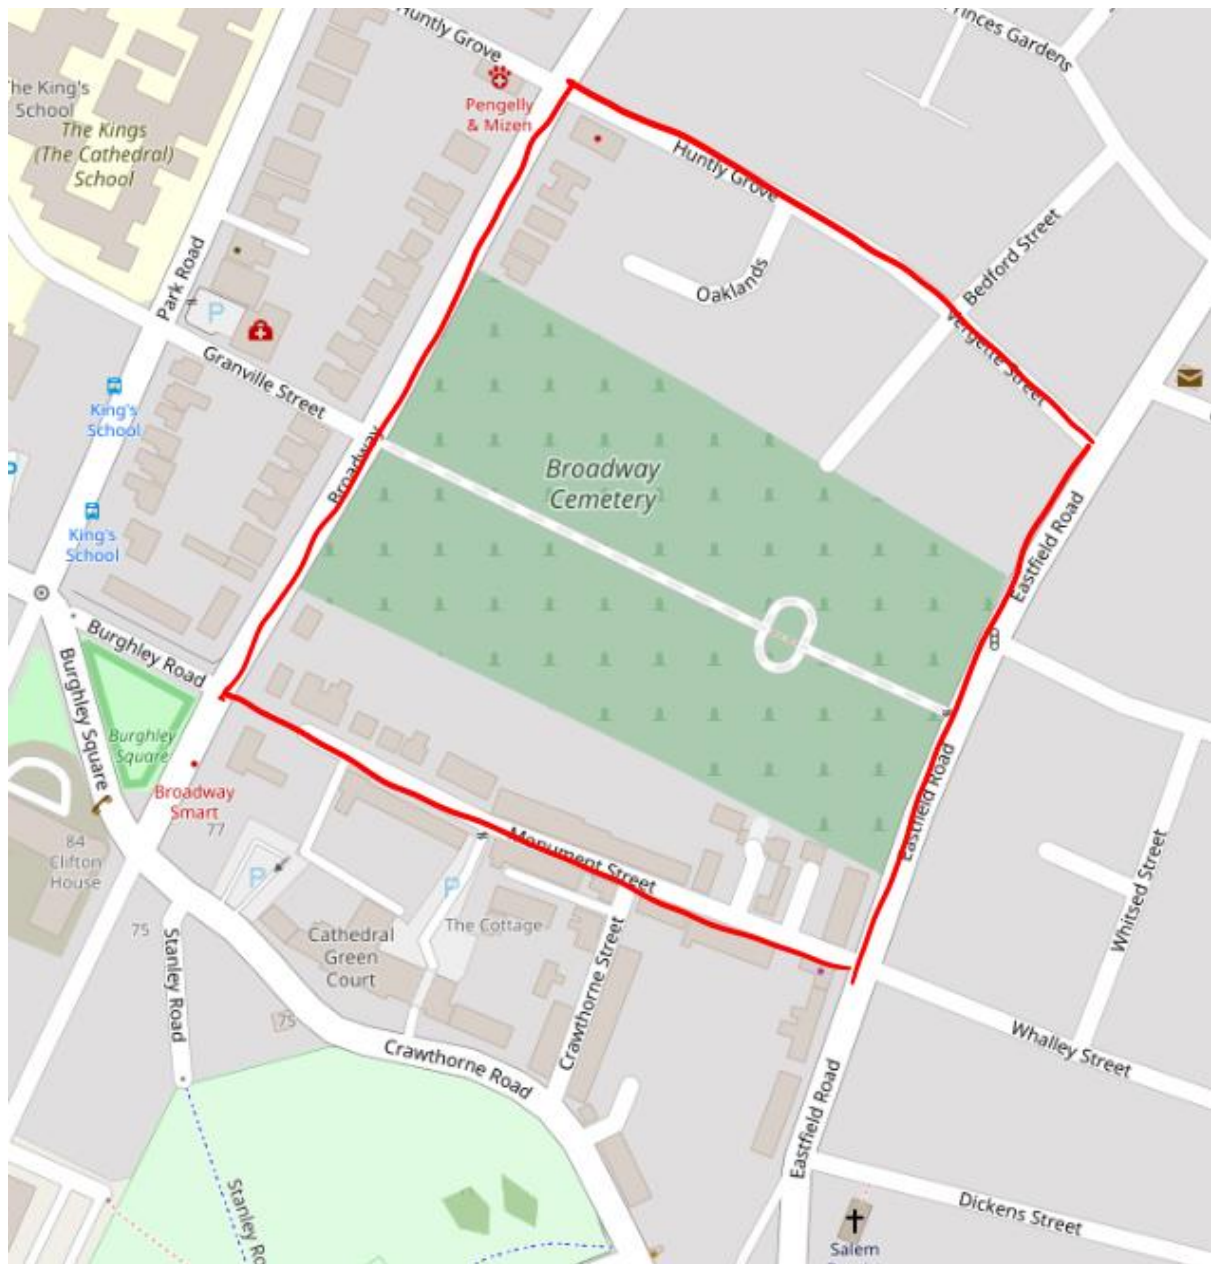 Huntly Grove
Princes Gardens
The King's
School
The Kings
(The Cathedral)
School
Pengelly
& Mizen
Huntly Grove
Bedford Street
Park Road
P
Oaklands
Vergette Street
Granville Street
King's
School
Broadway
Broadway
Cemetery
King's
School
Eastfield Road
Burghley Road
Burghley Square
Burghley
Square
Broadway
Smart
77
84
Clifton
House
Eastfield Road
Monument Street
P
P
Whitsed Street
75
Stanley Road
Cathedral
Green
Court
The Cottage
Crawthorne Street
75
Crawthorne Road
Whalley Street
Eastfield Road
Stanley Ro
Dickens Street
Salem